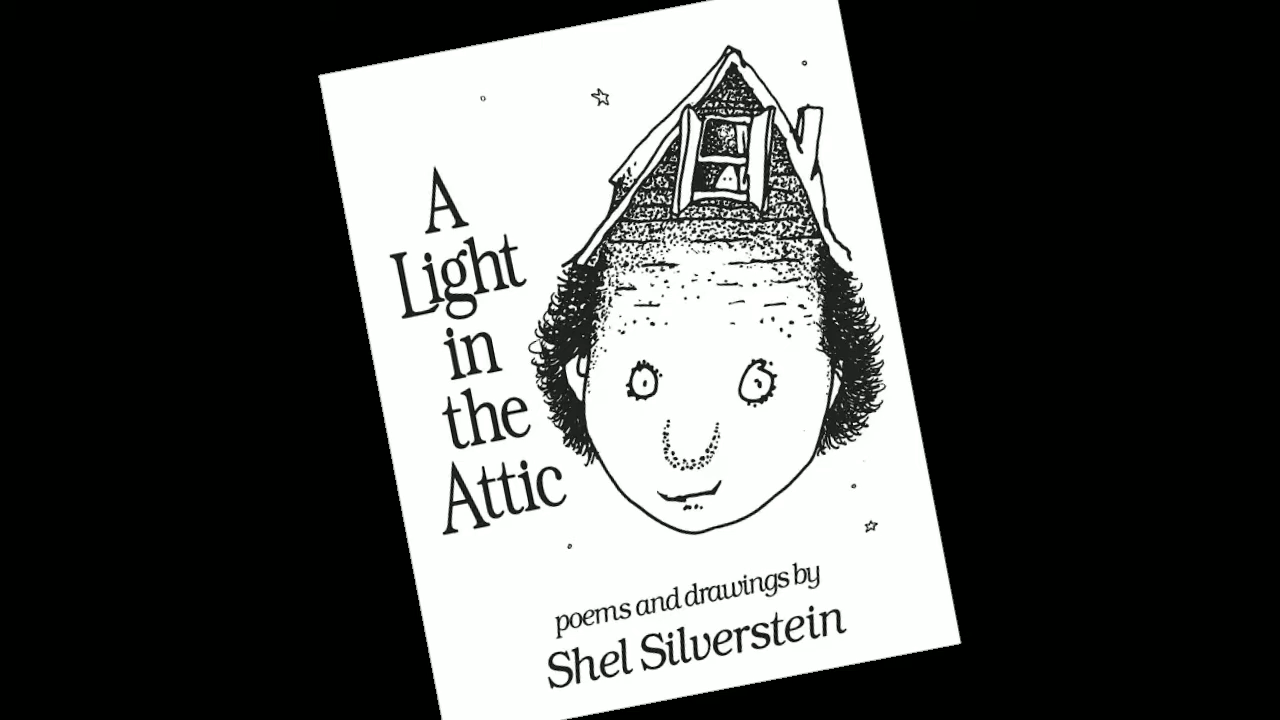 A
Light
in
the
Attic
poems and drawings by
Shel Silverstein